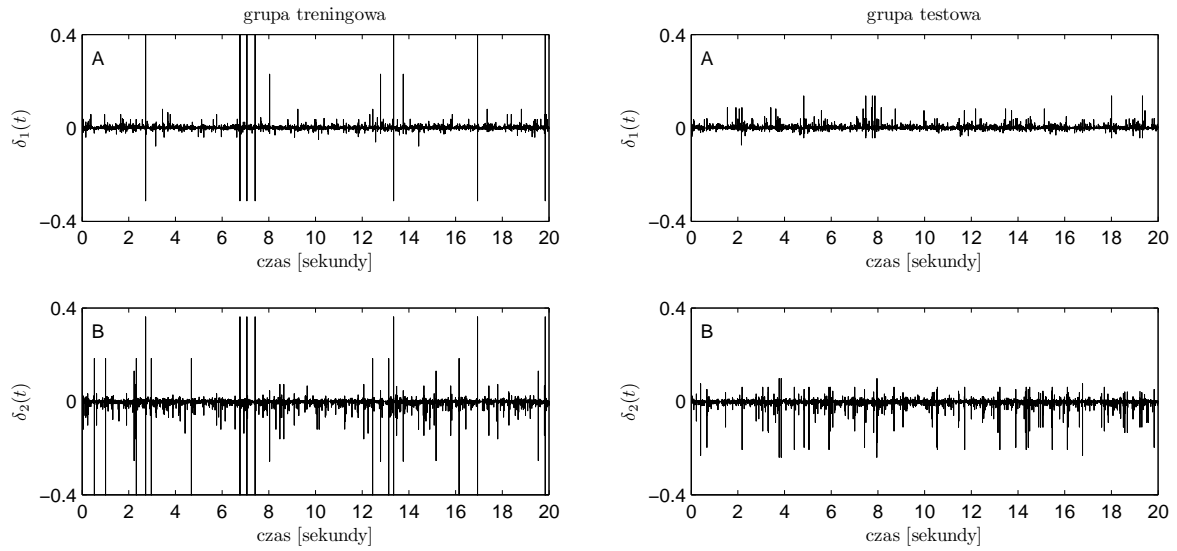 grupa treningowa
0.4
A
δ₁(t)
0
−0.4
0 2 4 6 8 10 12 14 16 18 20
czas [sekundy]
grupa testowa
0.4
A
δ₁(t)
0
−0.4
0 2 4 6 8 10 12 14 16 18 20
czas [sekundy]
0.4
B
δ₂(t)
0
−0.4
0 2 4 6 8 10 12 14 16 18 20
czas [sekundy]
0.4
B
δ₂(t)
0
−0.4
0 2 4 6 8 10 12 14 16 18 20
czas [sekundy]